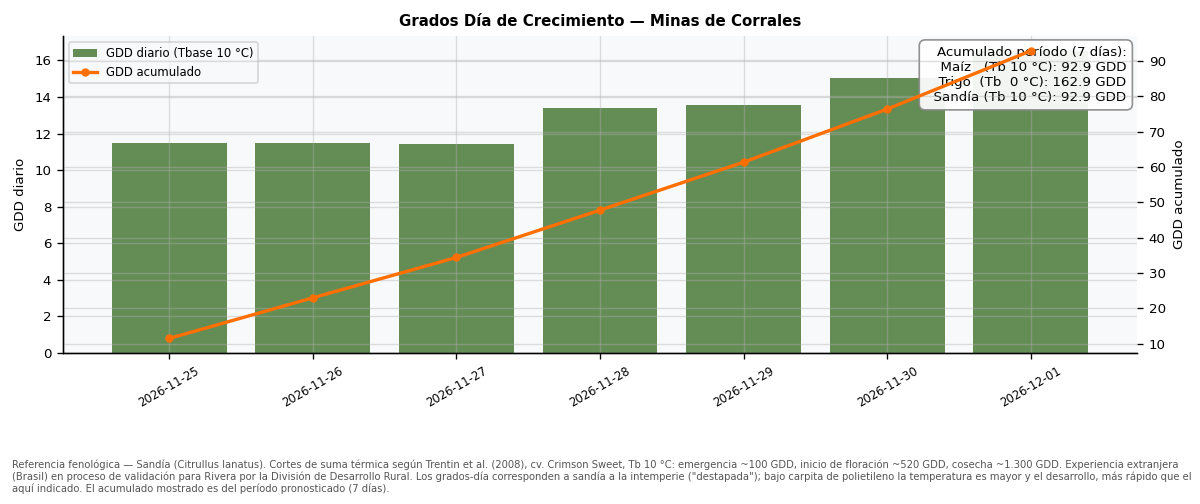 Grados Día de Crecimiento — Minas de Corrales
GDD diario (Tbase 10 °C)
GDD acumulado
Acumulado período (7 días):
Maíz (Tb 10 °C): 92.9 GDD
Trigo (Tb 0 °C): 162.9 GDD
Sandía (Tb 10 °C): 92.9 GDD
GDD diario
16
14
12
10
8
6
4
2
0
90
80
70
60
50
40
30
20
10
GDD acumulado
2026-11-25
2026-11-26
2026-11-27
2026-11-28
2026-11-29
2026-11-30
2026-12-01
Referencia fenológica — Sandía (Citrullus lanatus). Cortes de suma térmica según Trentin et al. (2008), cv. Crimson Sweet, Tb 10 °C: emergencia ~100 GDD, inicio de floración ~520 GDD, cosecha ~1.300 GDD. Experiencia extranjera
(Brasil) en proceso de validación para Rivera por la División de Desarrollo Rural. Los grados-día corresponden a sandía a la intemperie ("destapada"); bajo carpita de polietileno la temperatura es mayor y el desarrollo, más rápido que el
aquí indicado. El acumulado mostrado es del período pronosticado (7 días).